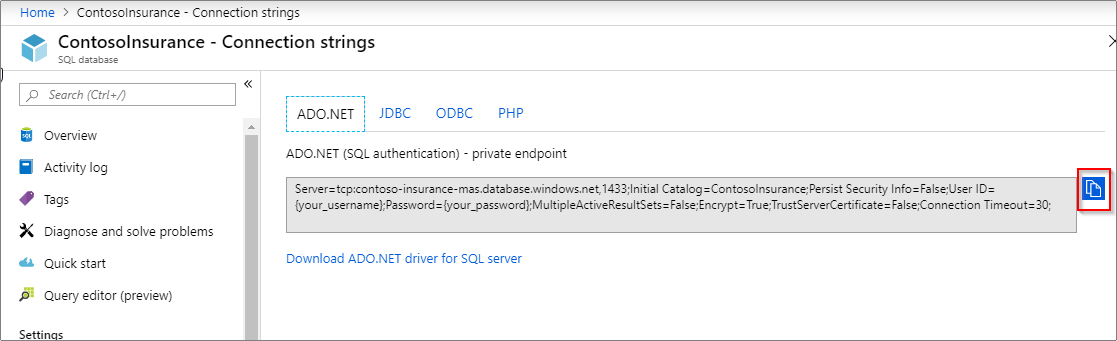 Home > ContosoInsurance - Connection strings
ContosoInsurance - Connection strings
SQL database
Search (Ctrl+/)
Overview
Activity log
Tags
Diagnose and solve problems
Quick start
Query editor (preview)
Settings
ADO.NET JDBC ODBC PHP
ADO.NET (SQL authentication) - private endpoint
Server=tcp:contoso-insurance-mas.database.windows.net,1433;Initial Catalog=ContosoInsurance;Persist Security Info=False;User ID=
{your_username};Password={your_password};MultipleActiveResultSets=False;Encrypt=True;TrustServerCertificate=False;Connection Timeout=30;
Download ADO.NET driver for SQL server